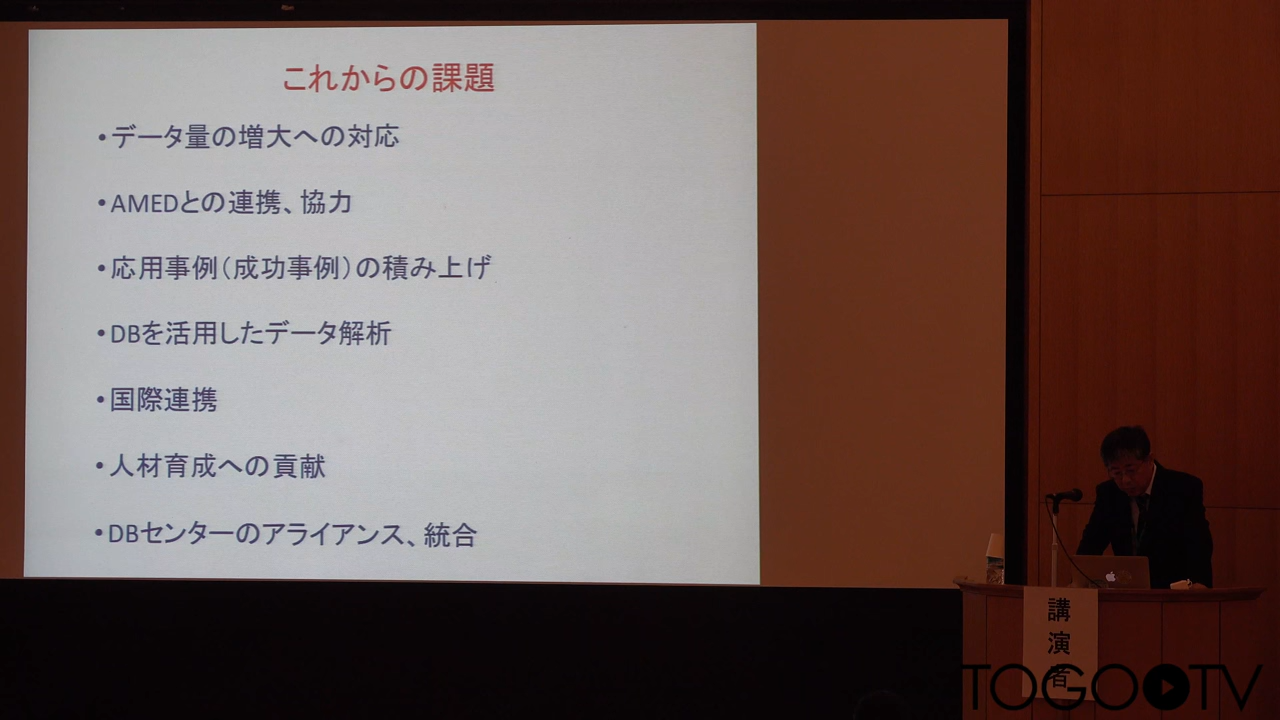 これからの課題
•データ量の増大への対応
•AMEDとの連携、協力
•応用事例（成功事例）の積み上げ
•DBを活用したデータ解析
•国際連携
•人材育成への貢献
•DBセンターのアライアンス、統合
講演者
TOGOTV